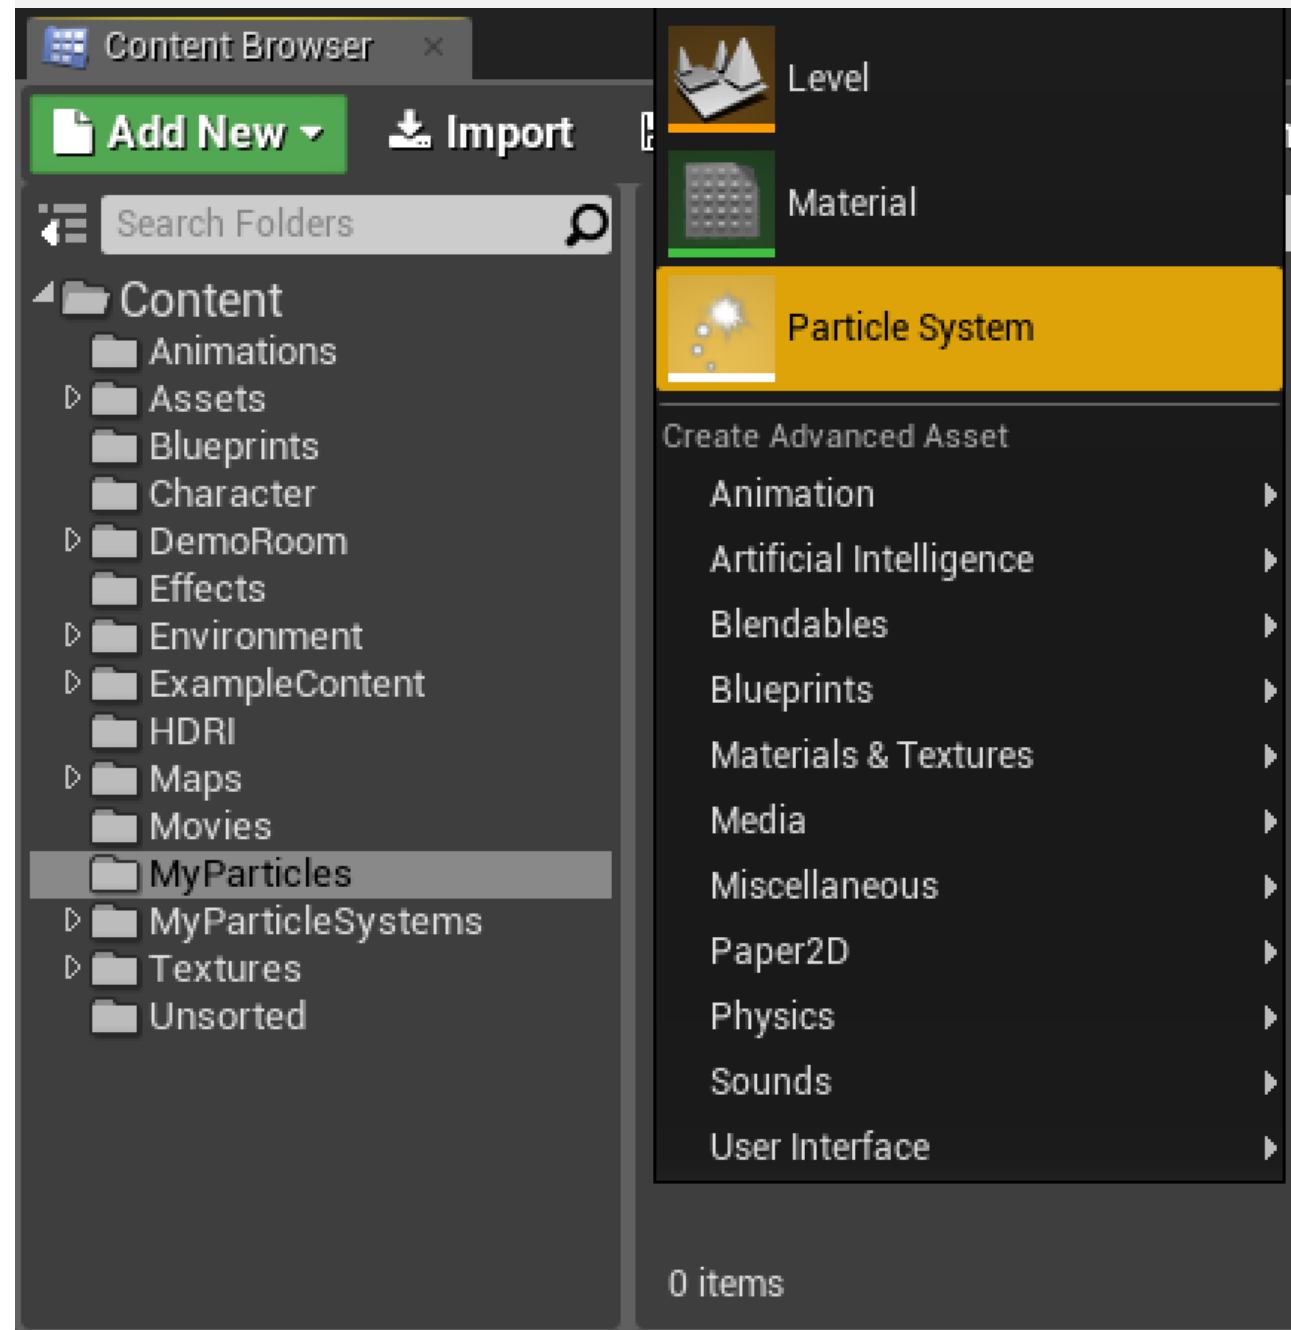 Content Browser
Add New
Import
Search Folders
Content
Animations
Assets
Blueprints
Character
DemoRoom
Effects
Environment
ExampleContent
HDRI
Maps
Movies
MyParticles
MyParticleSystems
Textures
Unsorted
Level
Material
Particle System
Create Advanced Asset
Animation
Artificial Intelligence
Blendables
Blueprints
Materials & Textures
Media
Miscellaneous
Paper2D
Physics
Sounds
User Interface
0 items